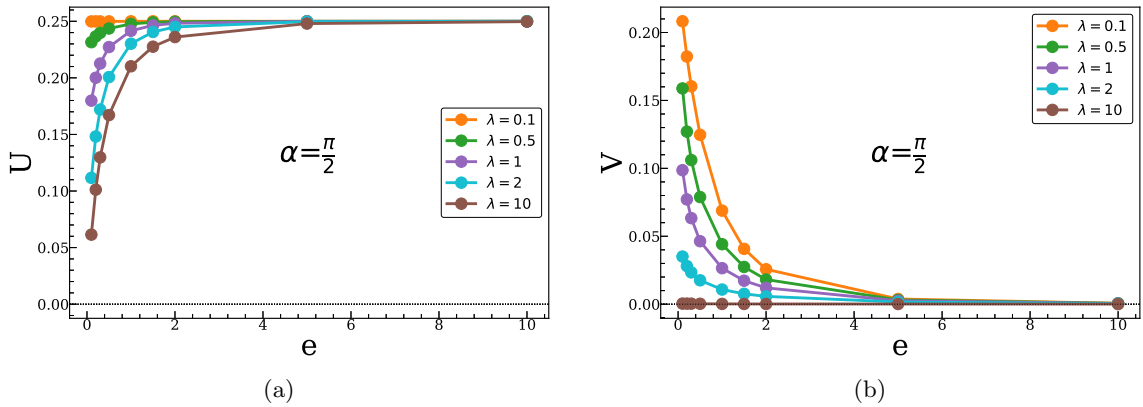 0.25
0.20
0.15
0.10
0.05
0.00
U
α=π/2
λ = 0.1
λ = 0.5
λ = 1
λ = 2
λ = 10
0 2 4 6 8 10
e
(a)
0.20
0.15
0.10
0.05
0.00
V
α=π/2
λ = 0.1
λ = 0.5
λ = 1
λ = 2
λ = 10
0 2 4 6 8 10
e
(b)